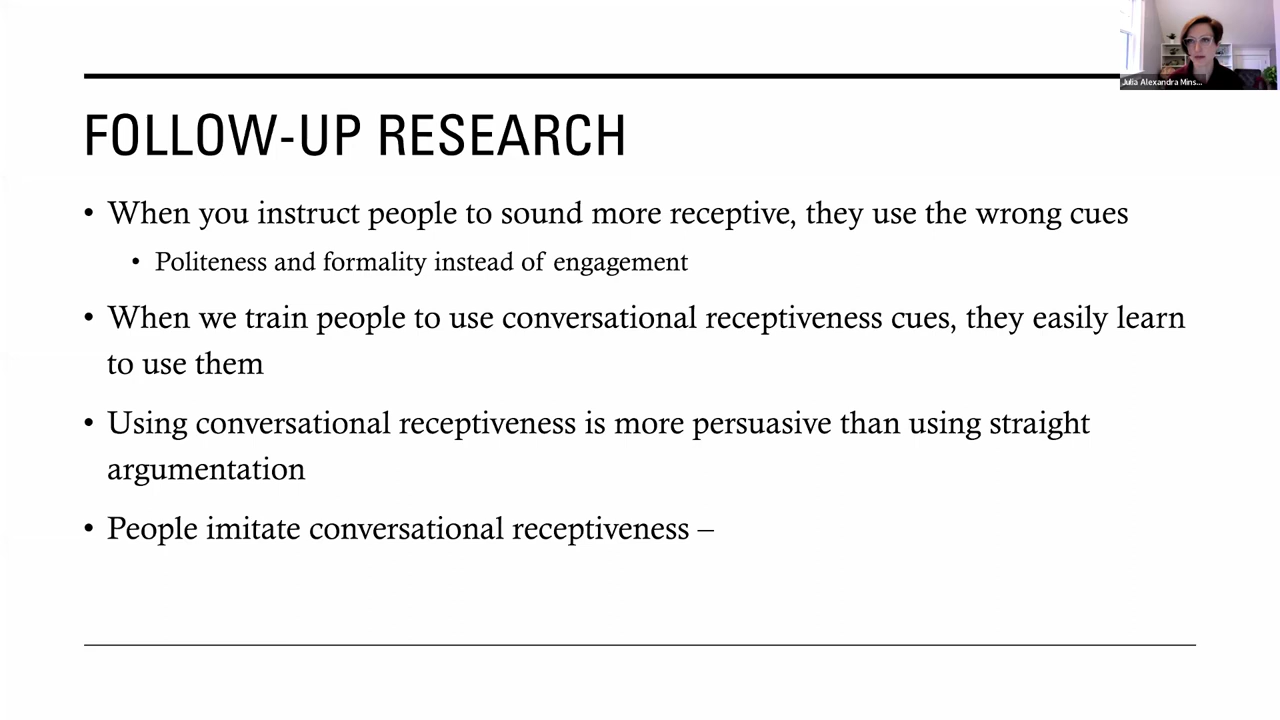 Julia Alexandra Mins...
FOLLOW-UP RESEARCH
• When you instruct people to sound more receptive, they use the wrong cues
• Politeness and formality instead of engagement
• When we train people to use conversational receptiveness cues, they easily learn
to use them
• Using conversational receptiveness is more persuasive than using straight
argumentation
• People imitate conversational receptiveness –